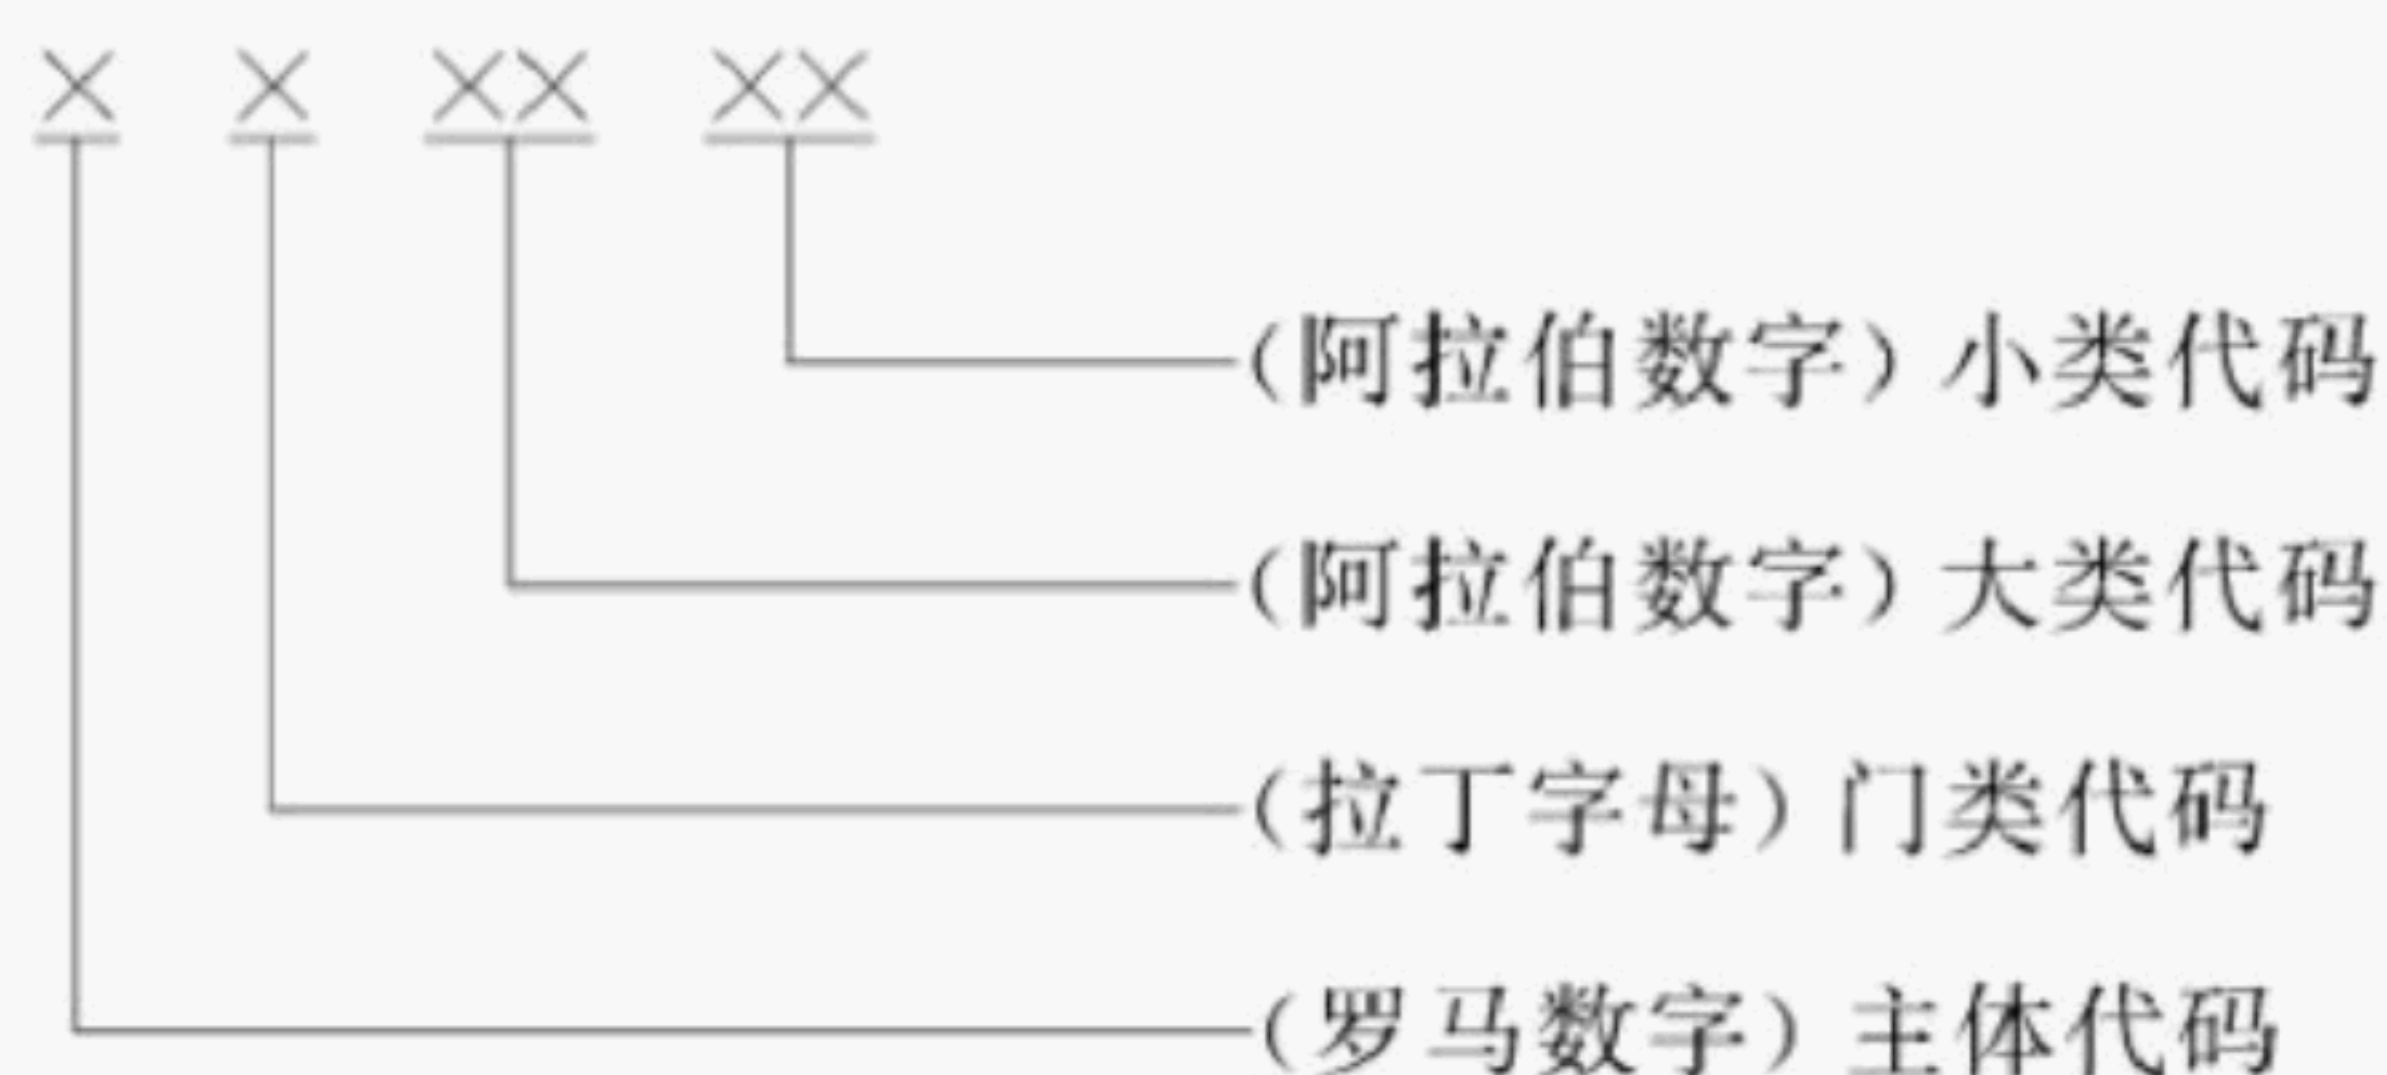 × × ×× ××
(阿拉伯数字)小类代码
(阿拉伯数字)大类代码
(拉丁字母)门类代码
(罗马数字)主体代码